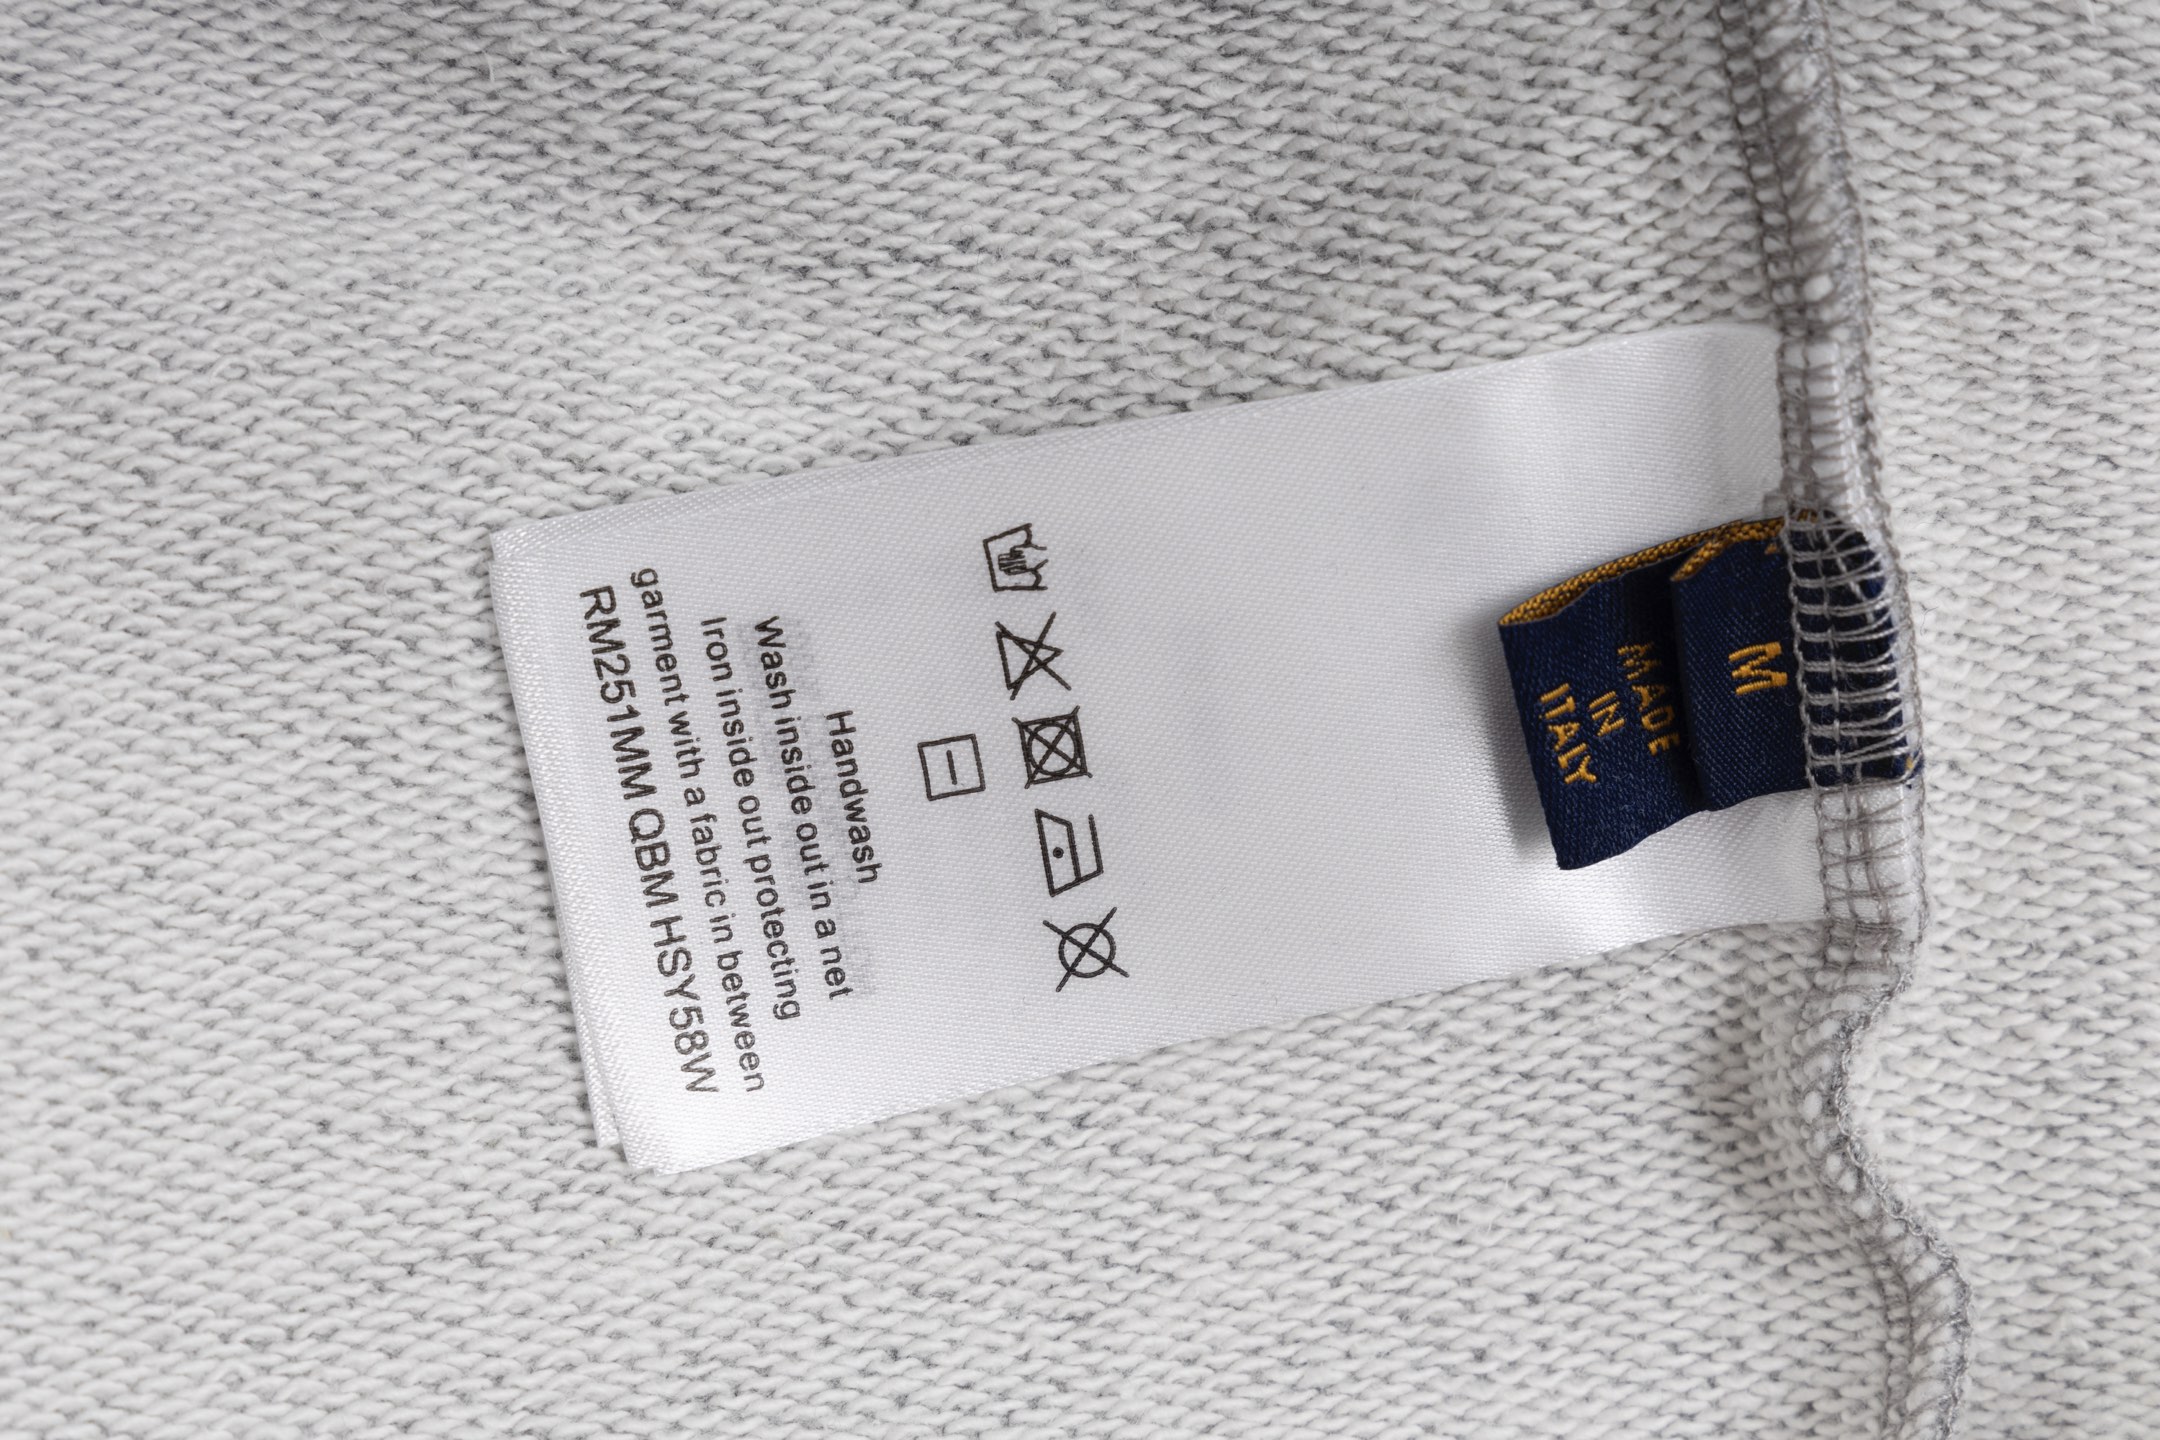 M
MADE
IN
ITALY
Handwash
Wash inside out in a net
Iron inside out protecting
garment with a fabric in between
RM251MM QBM HSY58W